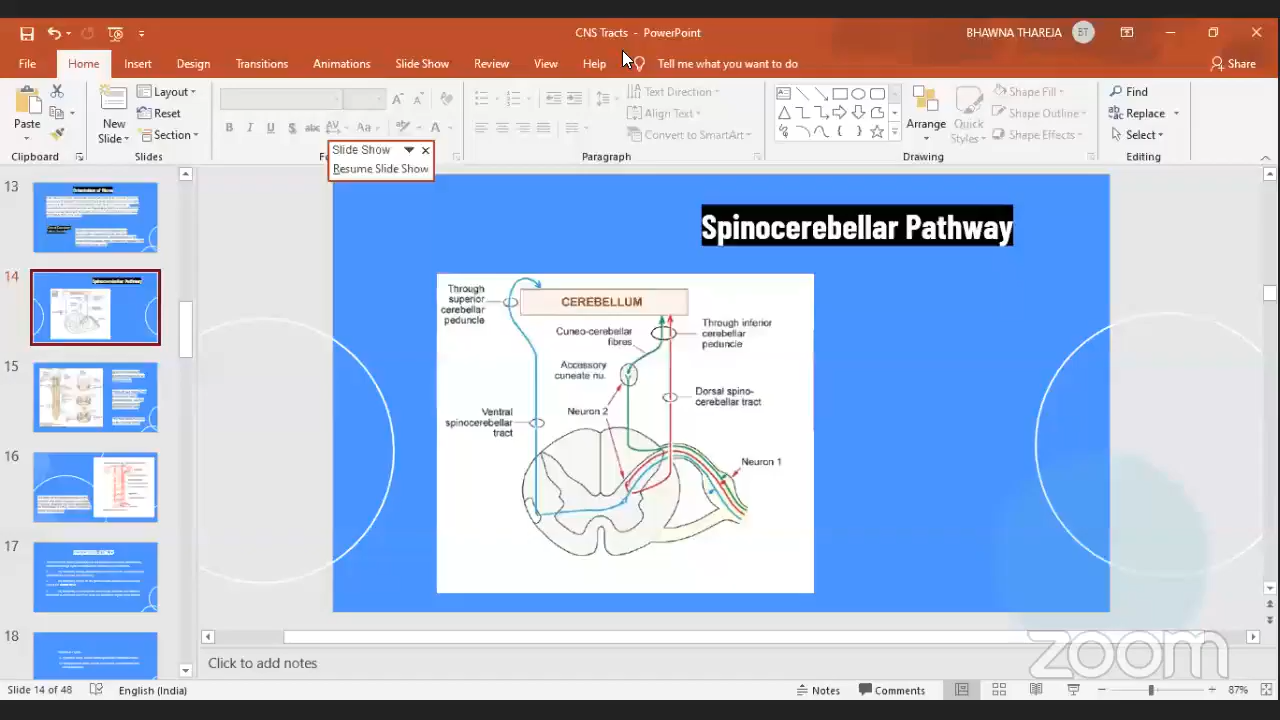 CNS Tracts - PowerPoint
BHAWNA THAREJA BT
File Home Insert Design Transitions Animations Slide Show Review View Help Tell me what you want to do Share
Paste
Clipboard
New
Slide
Layout
Reset
Section
Slides
B I U S abc AV Aa A
Text Direction
Align Text
Convert to SmartArt
Paragraph
Arrange
Quick
Styles
Shape Fill
Shape Outline
Shape Effects
Drawing
Find
Replace
Select
Editing
Slide Show
Resume Slide Show
13
14
15
16
17
18
Spinocerebellar Pathway
Through
superior
cerebellar
peduncle
CEREBELLUM
Cuneo-cerebellar
fibres
Through inferior
cerebellar
peduncle
Accessory
cuneate nu.
Dorsal spino-
cerebellar tract
Neuron 2
Ventral
spinocerebellar
tract
Neuron 1
Click to add notes
zoom
Slide 14 of 48 English (India) Notes Comments 87%